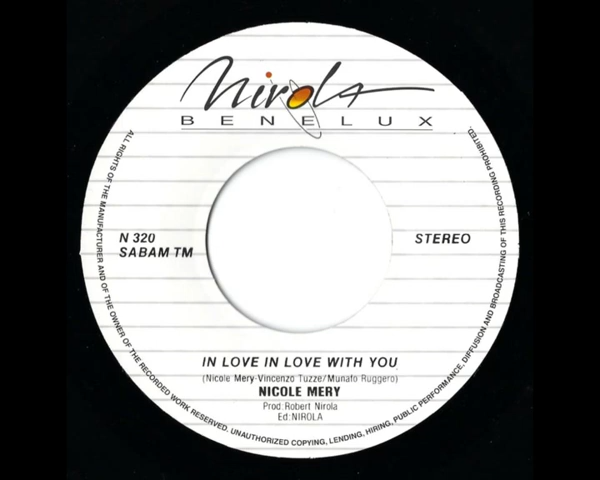 Nirola
BENELUX
N 320
SABAM TM
STEREO
IN LOVE IN LOVE WITH YOU
(Nicole Mery-Vincenzo Tuzze/Munafo Ruggero)
NICOLE MERY
Prod:Robert Nirola
Ed:NIROLA
ALL RIGHTS OF THE MANUFACTURER AND OF THE OWNER OF THE RECORDED WORK RESERVED. UNAUTHORIZED COPYING, LENDING, HIRING, PUBLIC PERFORMANCE, DIFFUSION AND BROADCASTING OF THIS RECORDING PROHIBITED.